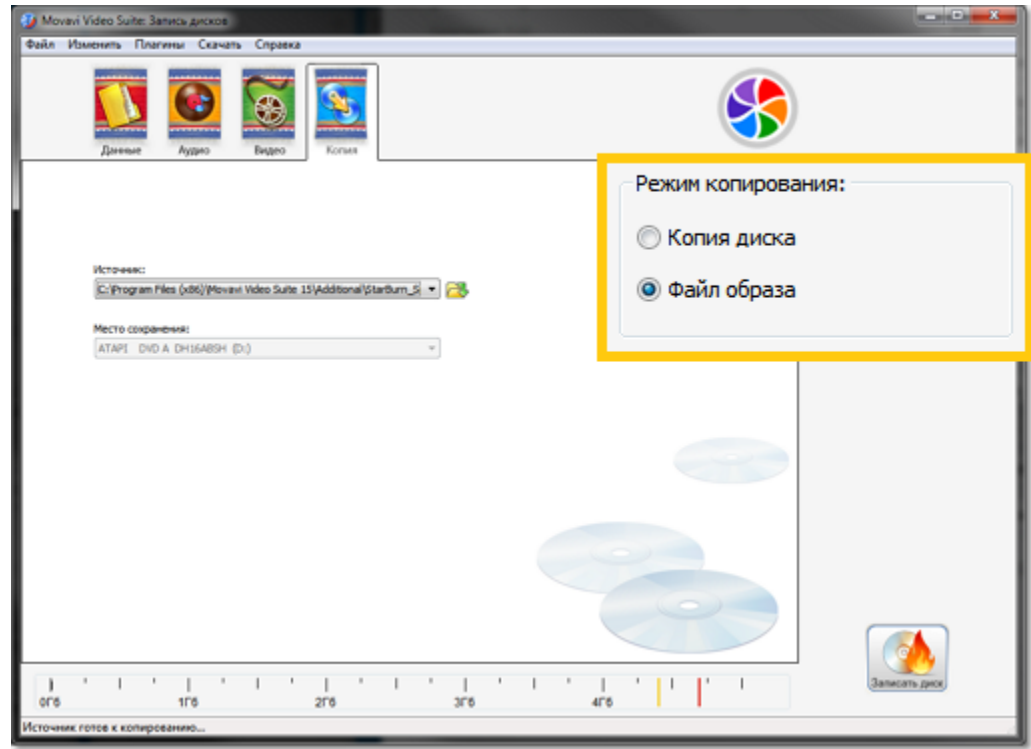 Movavi Video Suite: Запись дисков
Файл Изменить Плагины Скачать Справка
Данные Аудио Видео Копия
Режим копирования:
Копия диска
Файл образа
Источник:
C:\Program Files (x86)\Movavi Video Suite 15\Additional\StarBurn_S
Место сохранения:
ATAPI DVD A DH16ABSH (D:)
Записать диск
0Гб 1Гб 2Гб 3Гб 4Гб
Источник готов к копированию...